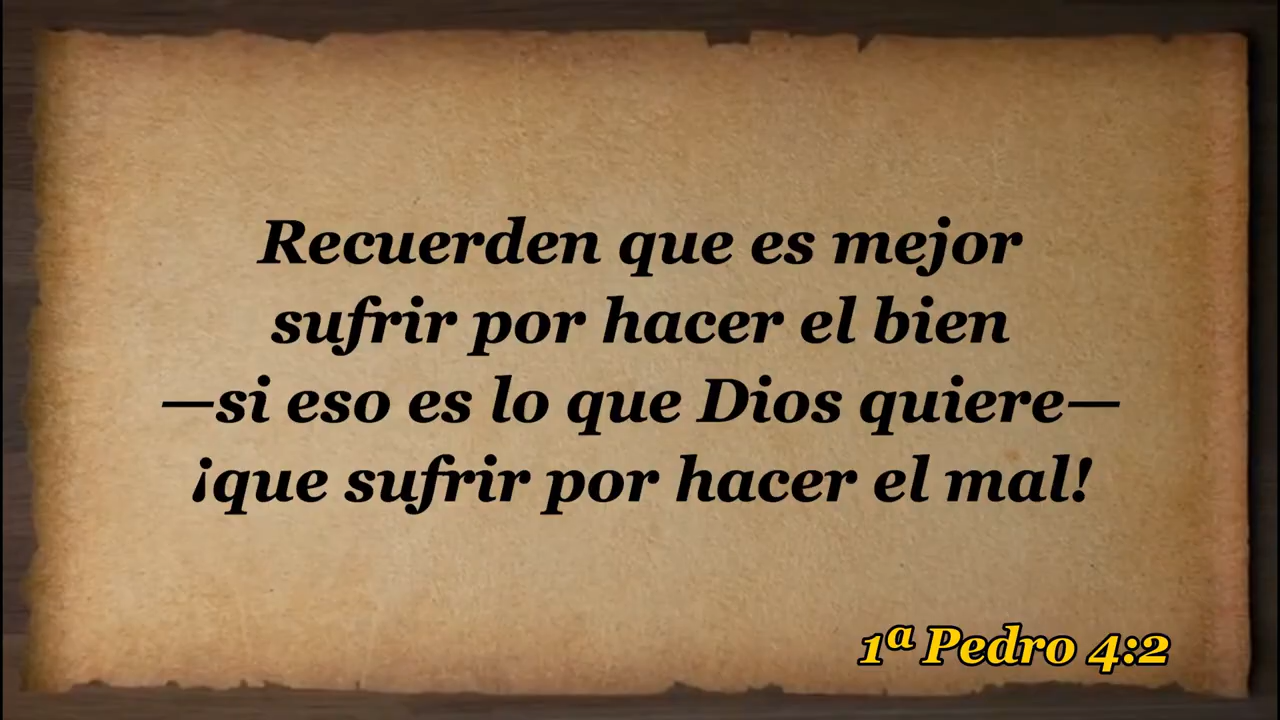 Recuerden que es mejor
sufrir por hacer el bien
—si eso es lo que Dios quiere—
¡que sufrir por hacer el mal!
1ª Pedro 4:2